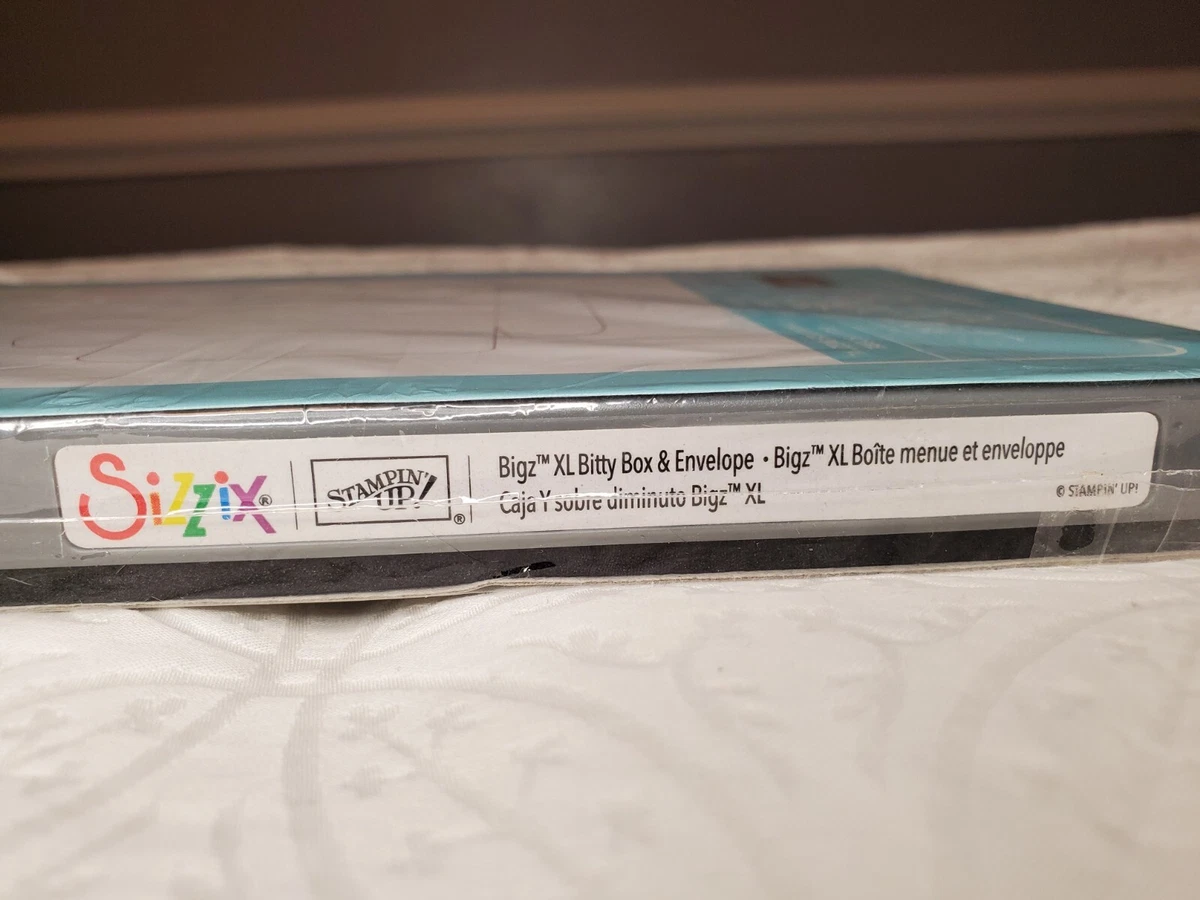 Sizzix®
STAMPIN'
UP!®
Bigz™ XL Bitty Box & Envelope • Bigz™ XL Boîte menue et enveloppe
Caja Y sobre diminuto Bigz™ XL
© STAMPIN' UP!